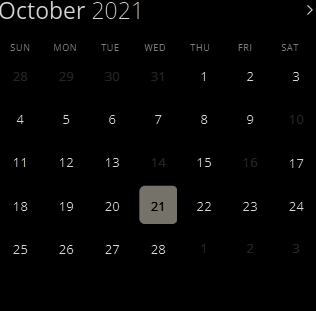 October 2021
SUN MON TUE WED THU FRI SAT
28 29 30 31 1 2 3
4 5 6 7 8 9 10
11 12 13 14 15 16 17
18 19 20 21 22 23 24
25 26 27 28 1 2 3